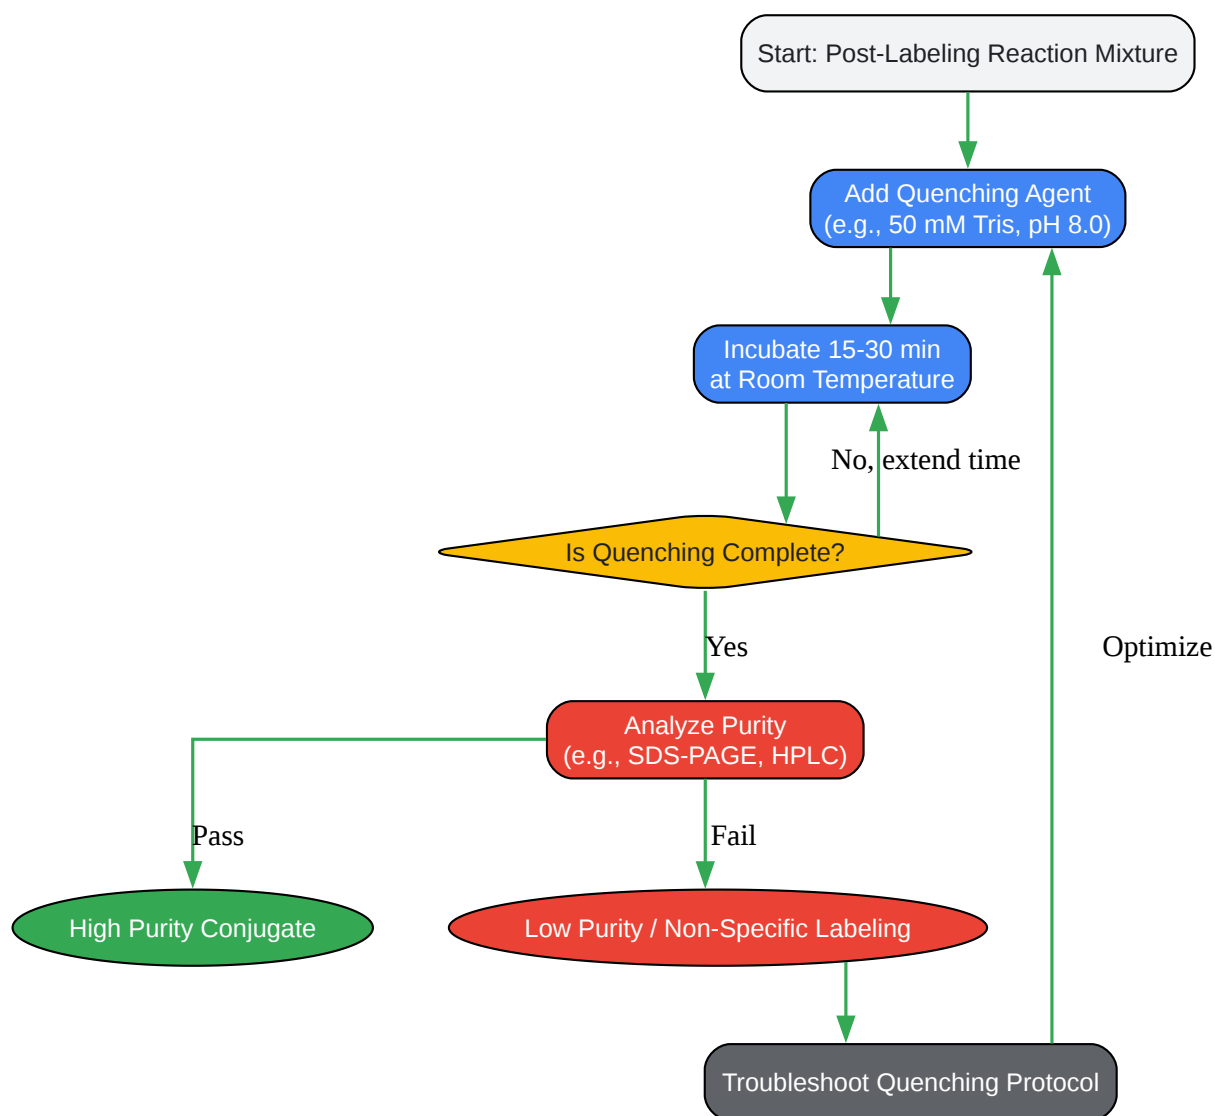 Start: Post-Labeling Reaction Mixture
Add Quenching Agent
(e.g., 50 mM Tris, pH 8.0)
Incubate 15-30 min
at Room Temperature
No, extend time
Is Quenching Complete?
Yes
Optimize
Analyze Purity
(e.g., SDS-PAGE, HPLC)
Pass
Fail
High Purity Conjugate
Low Purity / Non-Specific Labeling
Troubleshoot Quenching Protocol